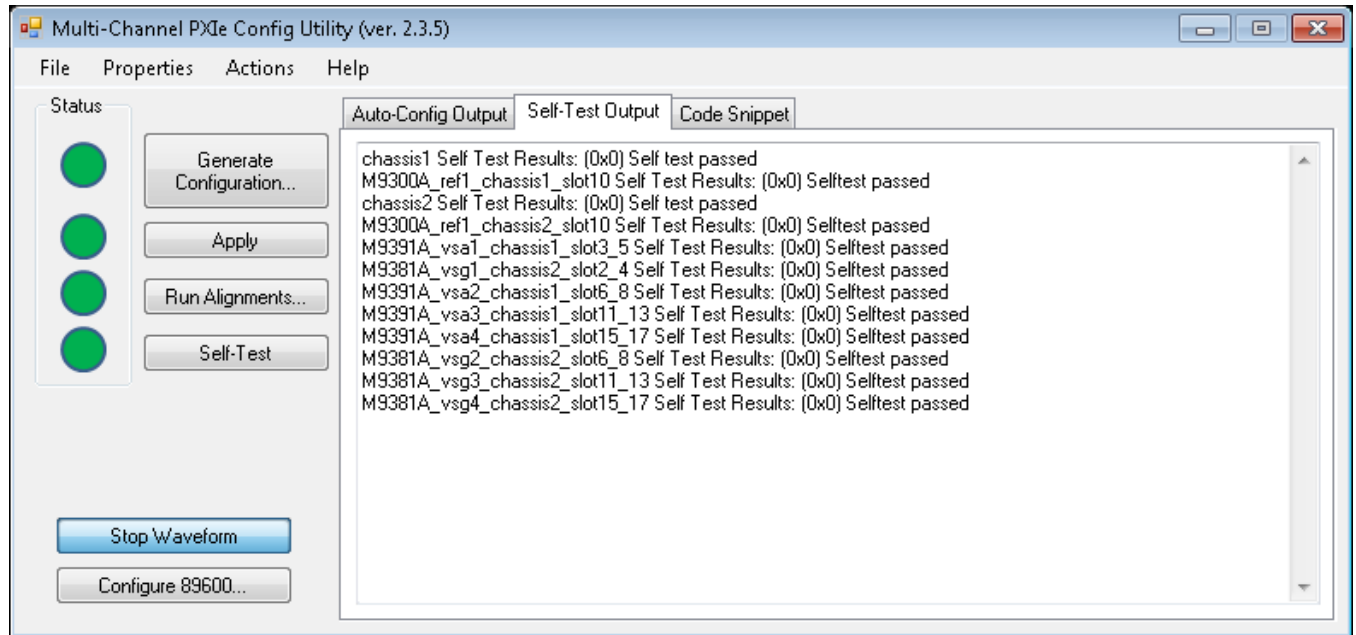 Multi-Channel PXIe Config Utility (ver. 2.3.5)
File Properties Actions Help
Status
Generate
Configuration...
Apply
Run Alignments...
Self-Test
Stop Waveform
Configure 89600...
Auto-Config Output Self-Test Output Code Snippet
chassis1 Self Test Results: (0x0) Self test passed
M9300A_ref1_chassis1_slot10 Self Test Results: (0x0) Selftest passed
chassis2 Self Test Results: (0x0) Self test passed
M9300A_ref1_chassis2_slot10 Self Test Results: (0x0) Selftest passed
M9391A_vsa1_chassis1_slot3_5 Self Test Results: (0x0) Selftest passed
M9381A_vsg1_chassis2_slot2_4 Self Test Results: (0x0) Selftest passed
M9391A_vsa2_chassis1_slot6_8 Self Test Results: (0x0) Selftest passed
M9391A_vsa3_chassis1_slot11_13 Self Test Results: (0x0) Selftest passed
M9391A_vsa4_chassis1_slot15_17 Self Test Results: (0x0) Selftest passed
M9381A_vsg2_chassis2_slot6_8 Self Test Results: (0x0) Selftest passed
M9381A_vsg3_chassis2_slot11_13 Self Test Results: (0x0) Selftest passed
M9381A_vsg4_chassis2_slot15_17 Self Test Results: (0x0) Selftest passed